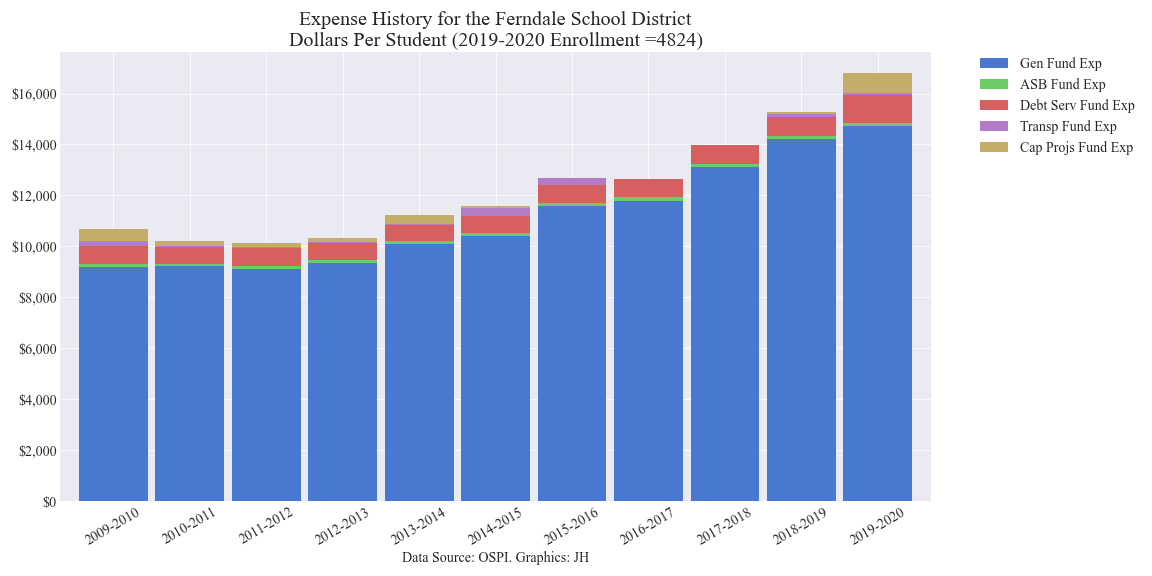 Expense History for the Ferndale School District
Dollars Per Student (2019-2020 Enrollment =4824)
Gen Fund Exp
ASB Fund Exp
Debt Serv Fund Exp
Transp Fund Exp
Cap Projs Fund Exp
$16,000
$14,000
$12,000
$10,000
$8,000
$6,000
$4,000
$2,000
$0
2009-2010
2010-2011
2011-2012
2012-2013
2013-2014
2014-2015
2015-2016
2016-2017
2017-2018
2018-2019
2019-2020
Data Source: OSPI. Graphics: JH